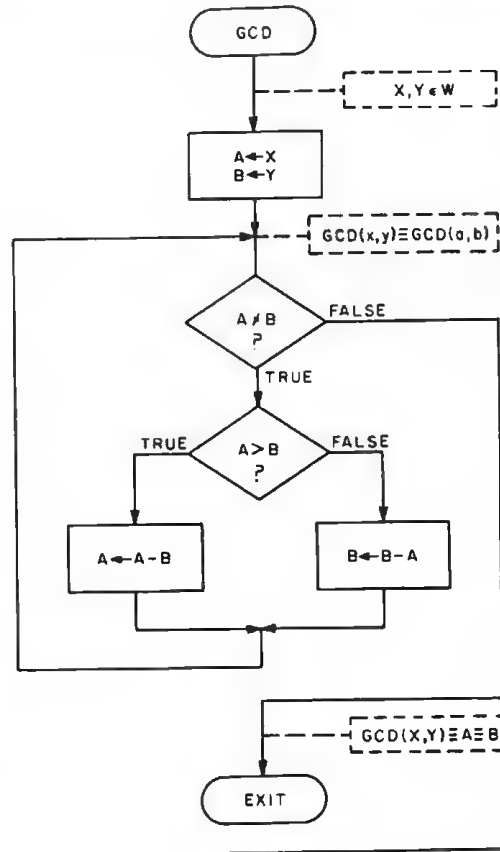 GCD
X, Y ϵ W
A←X
B←Y
GCD(x,y)≡GCD(a,b)
A≠B
?
FALSE
TRUE
A>B
?
TRUE
FALSE
A←A-B
B←B-A
GCD(X,Y)≡A≡B
EXIT